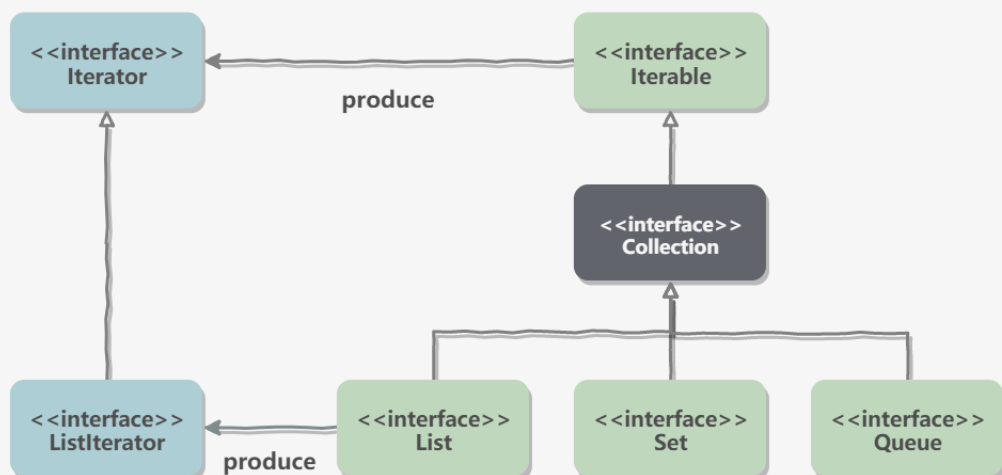 <<interface>>
Iterator
<<interface>>
Iterable
produce
<<interface>>
Collection
<<interface>>
ListIterator
<<interface>>
List
<<interface>>
Set
<<interface>>
Queue
produce